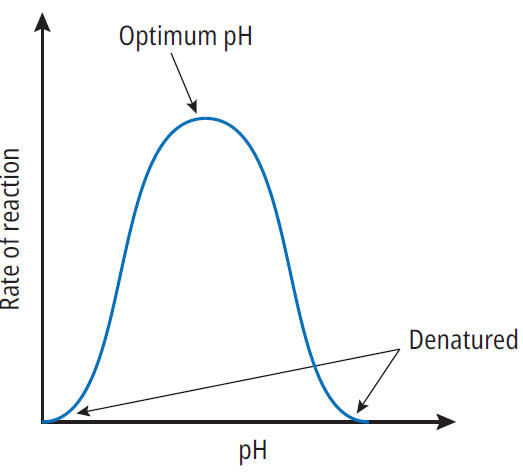 Optimum pH
Rate of reaction
Denatured
pH